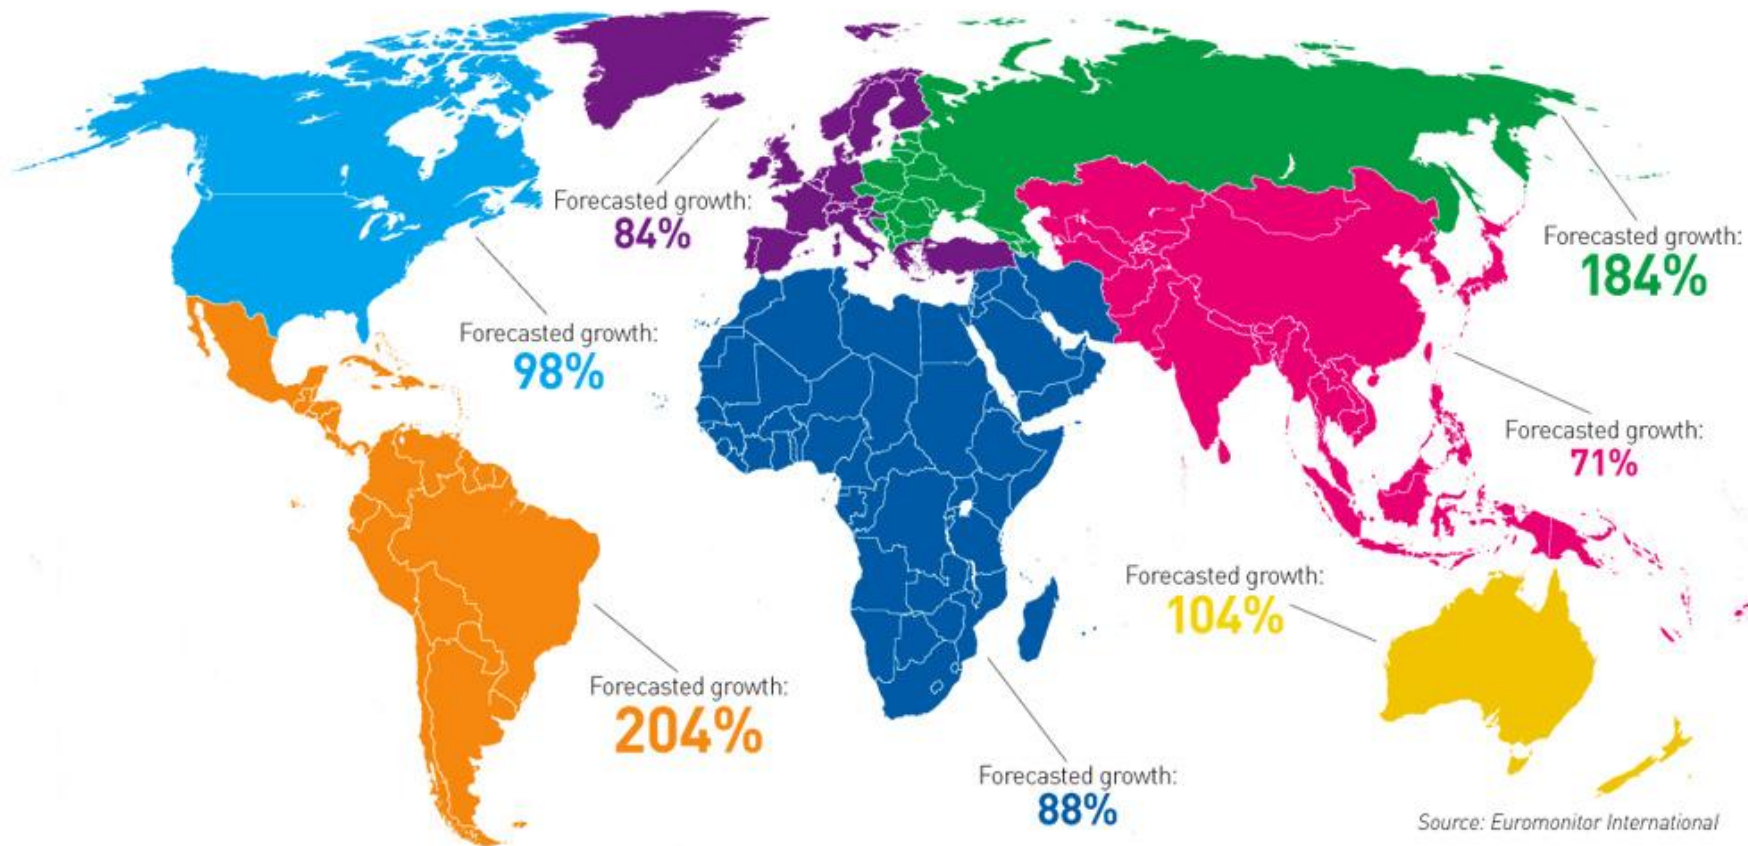 Forecasted growth:
84%
Forecasted growth:
184%
Forecasted growth:
98%
Forecasted growth:
71%
Forecasted growth:
104%
Forecasted growth:
204%
Forecasted growth:
88%
Source: Euromonitor International